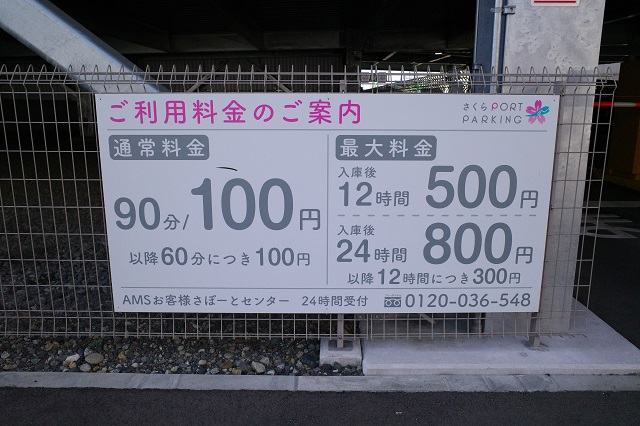 ご利用料金のご案内
さくらPORT
PARKING
通常料金
90分/100円
以降60分につき100円
最大料金
入庫後
12時間 500円
入庫後
24時間 800円
以降12時間につき300円
AMSお客様さぽーとセンター 24時間受付 0120-036-548